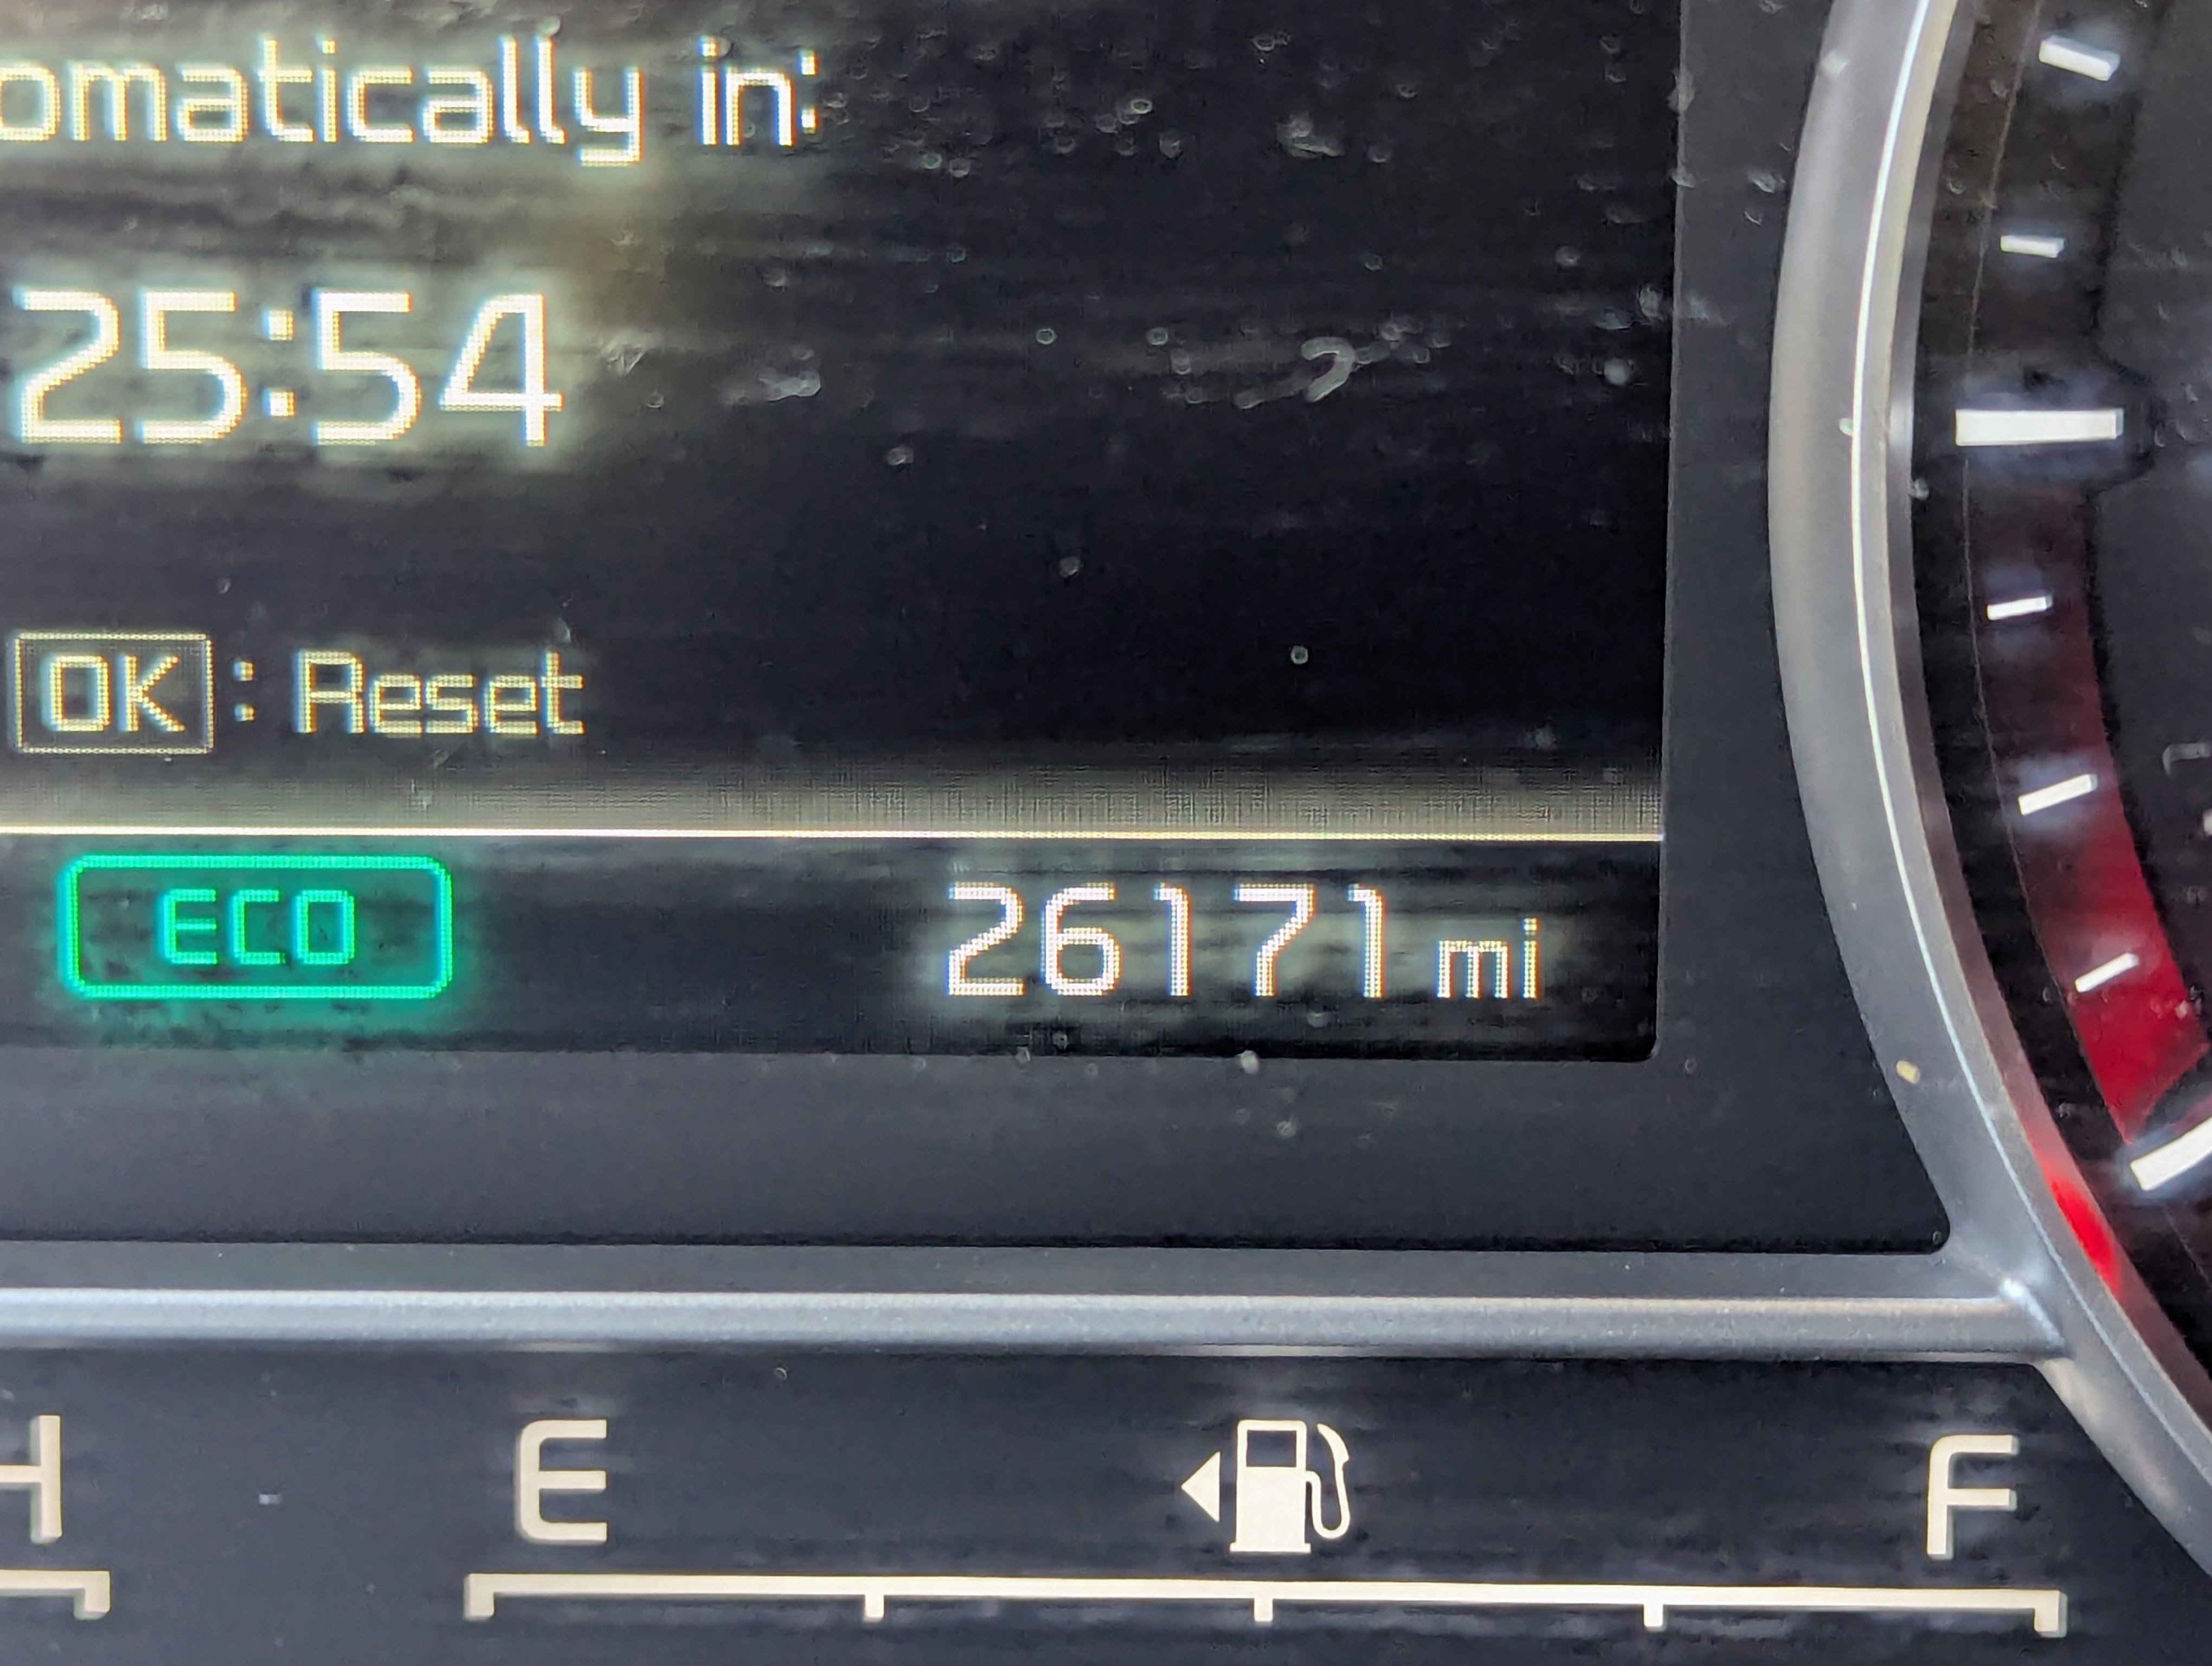 omatically in:
25:54
OK : Reset
ECO
26171 mi
H
E
F